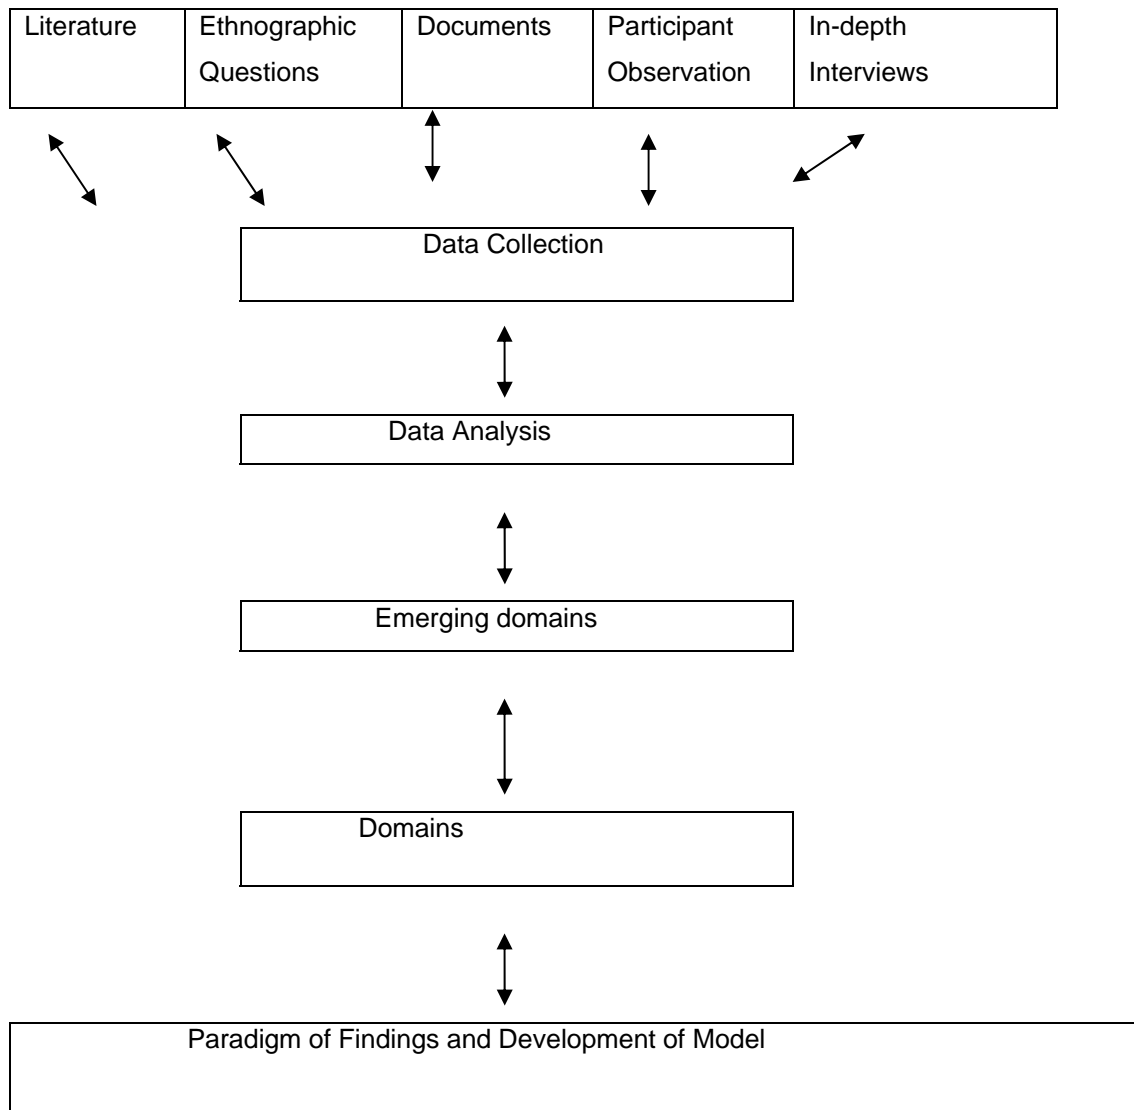 Literature
Ethnographic
Questions
Documents
Participant
Observation
In-depth
Interviews
Data Collection
Data Analysis
Emerging domains
Domains
Paradigm of Findings and Development of Model